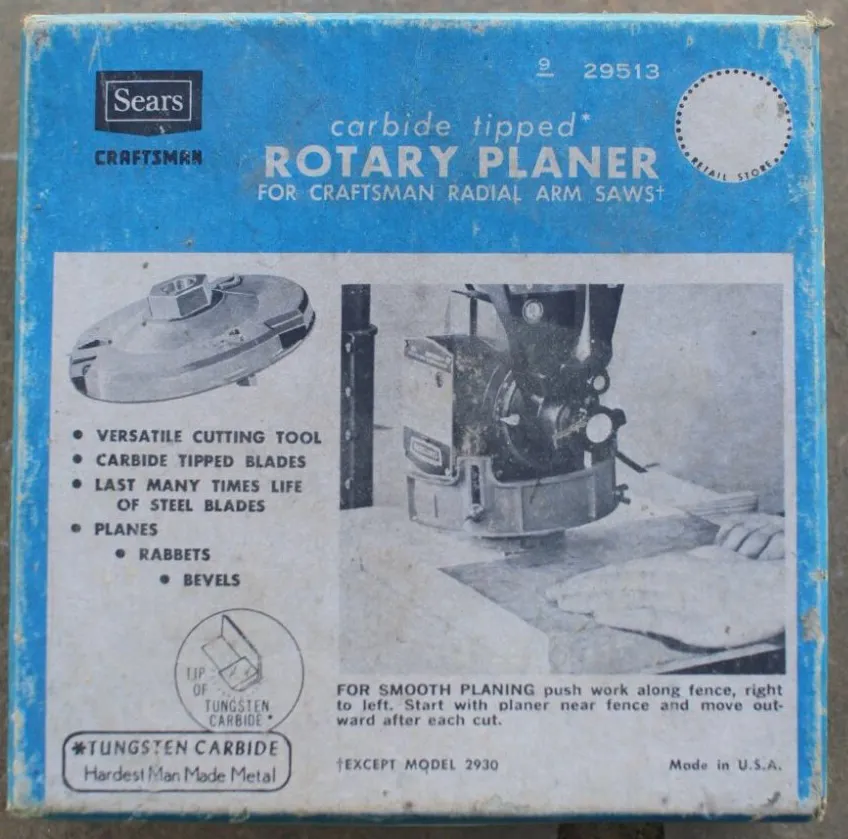 9 29513
Sears
CRAFTSMAN
carbide tipped*
ROTARY PLANER
FOR CRAFTSMAN RADIAL ARM SAWS†
RETAIL STORE
• VERSATILE CUTTING TOOL
• CARBIDE TIPPED BLADES
• LAST MANY TIMES LIFE
OF STEEL BLADES
• PLANES
• RABBETS
• BEVELS
TIP
OF
TUNGSTEN
CARBIDE*
*TUNGSTEN CARBIDE
Hardest Man Made Metal
FOR SMOOTH PLANING push work along fence, right
to left. Start with planer near fence and move out-
ward after each cut.
†EXCEPT MODEL 2930
Made in U.S.A.